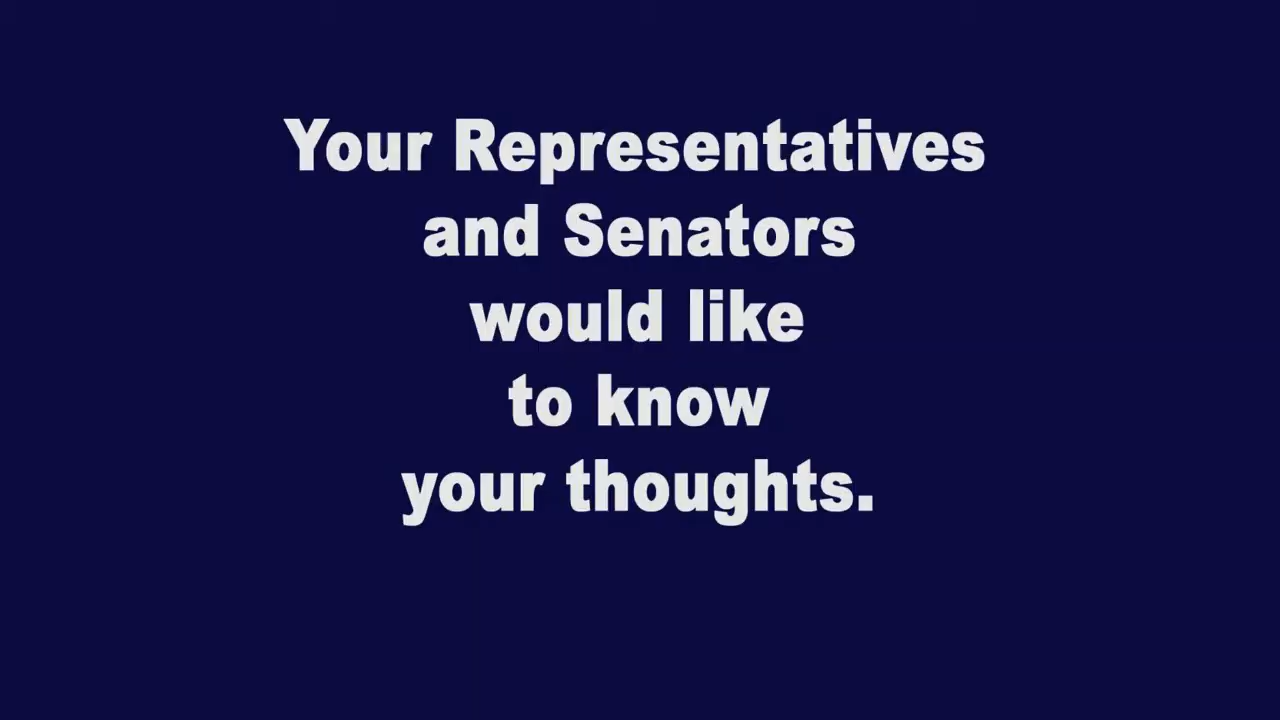 Your Representatives
and Senators
would like
to know
your thoughts.